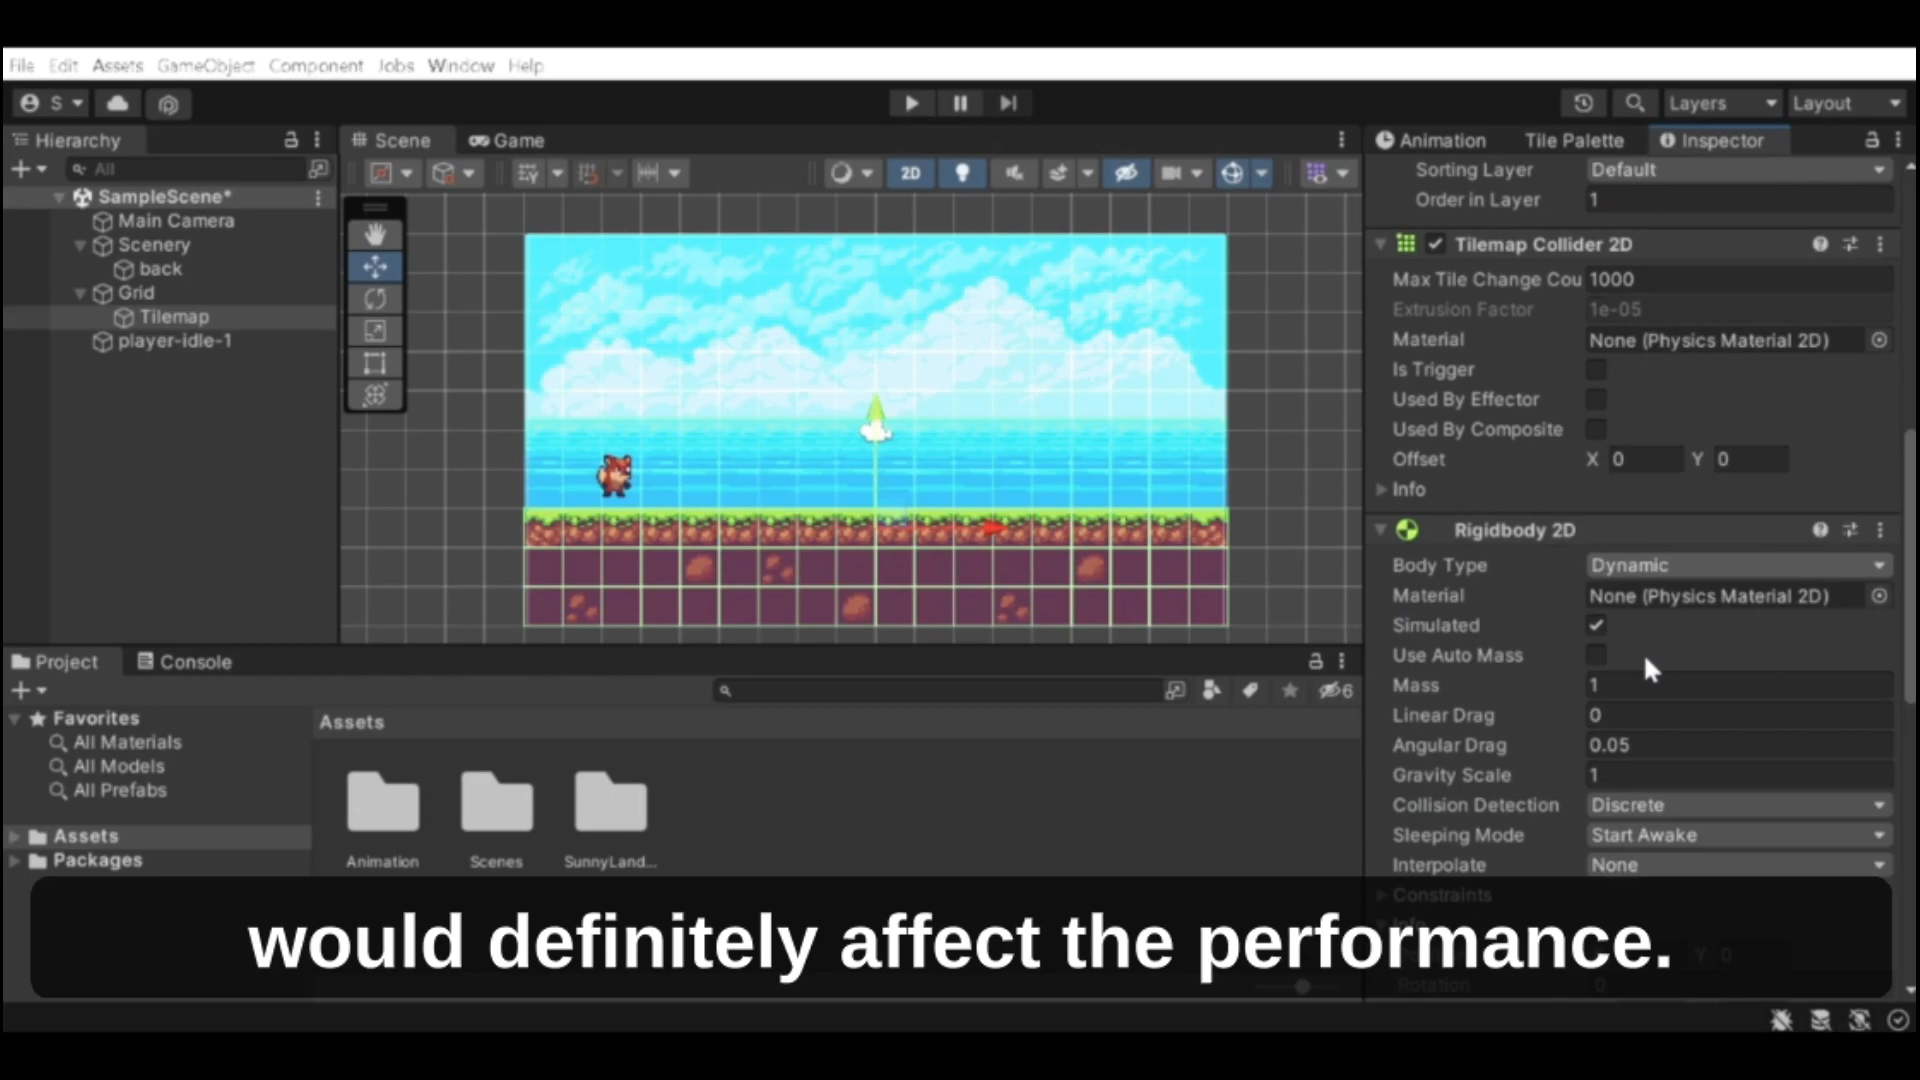 File Edit Assets GameObject Component Jobs Window Help
S
Layers
Layout
Hierarchy
All
SampleScene*
Main Camera
Scenery
back
Grid
Tilemap
player-idle-1
Scene
Game
2D
Animation
Tile Palette
Inspector
Sorting Layer Default
Order in Layer 1
Tilemap Collider 2D
Max Tile Change Cou 1000
Extrusion Factor 1e-05
Material None (Physics Material 2D)
Is Trigger
Used By Effector
Used By Composite
Offset X 0 Y 0
Info
Rigidbody 2D
Body Type Dynamic
Material None (Physics Material 2D)
Simulated
Use Auto Mass
Mass 1
Linear Drag 0
Angular Drag 0.05
Gravity Scale 1
Collision Detection Discrete
Sleeping Mode Start Awake
Interpolate None
Constraints
Info
Y 0
Rotation 0
Project
Console
6
Favorites
All Materials
All Models
All Prefabs
Assets
Packages
Assets
Animation
Scenes
SunnyLand...
would definitely affect the performance.